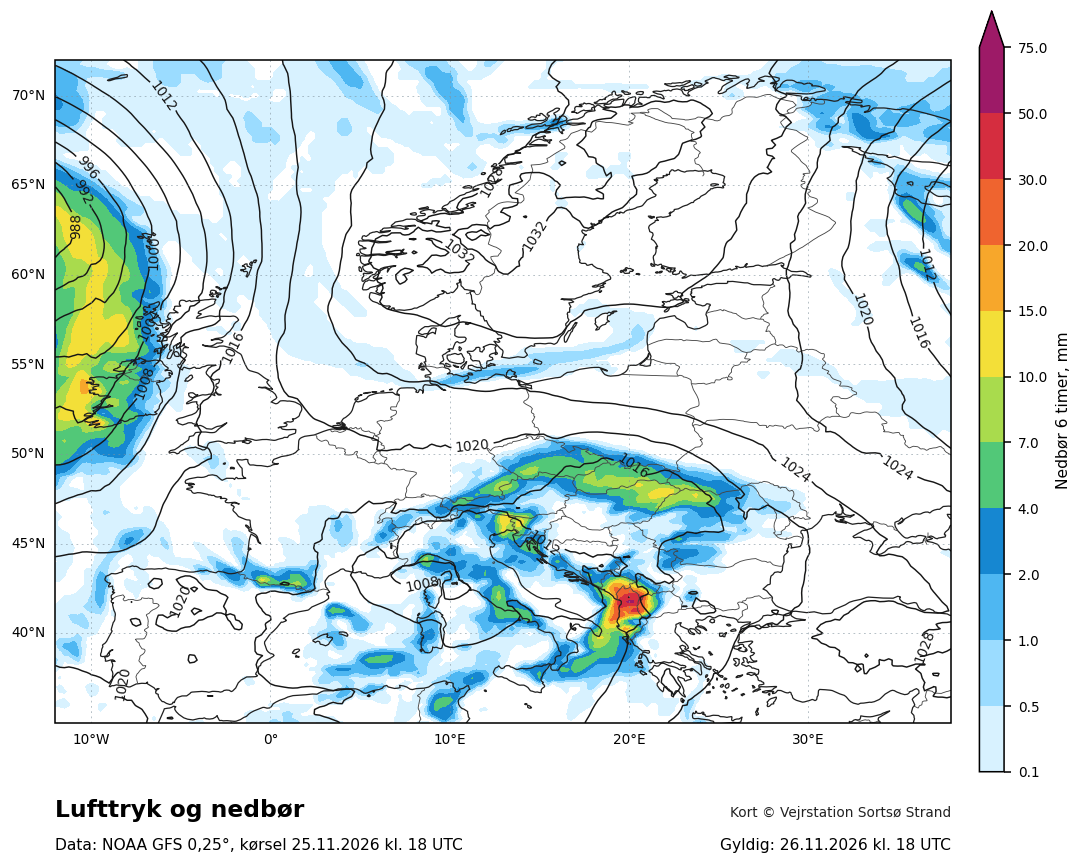 75.0
50.0
30.0
20.0
15.0
10.0
7.0
4.0
2.0
1.0
0.5
0.1
Nedbør 6 timer, mm
70°N
65°N
60°N
55°N
50°N
45°N
40°N
10°W
0°
10°E
20°E
30°E
1012
996
992
988
1008
1016
1028
1032
1032
1012
1020
1016
1020
1016
1024
1024
1008
1020
1020
1028
Lufttryk og nedbør
Kort © Vejrstation Sortsø Strand
Data: NOAA GFS 0,25°, kørsel 25.11.2026 kl. 18 UTC
Gyldig: 26.11.2026 kl. 18 UTC